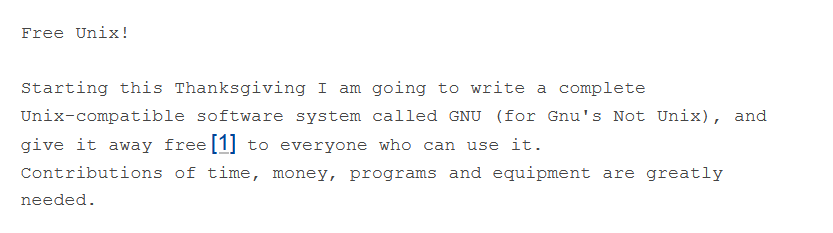 Free Unix!
Starting this Thanksgiving I am going to write a complete
Unix-compatible software system called GNU (for Gnu's Not Unix), and
give it away free[1] to everyone who can use it.
Contributions of time, money, programs and equipment are greatly
needed.